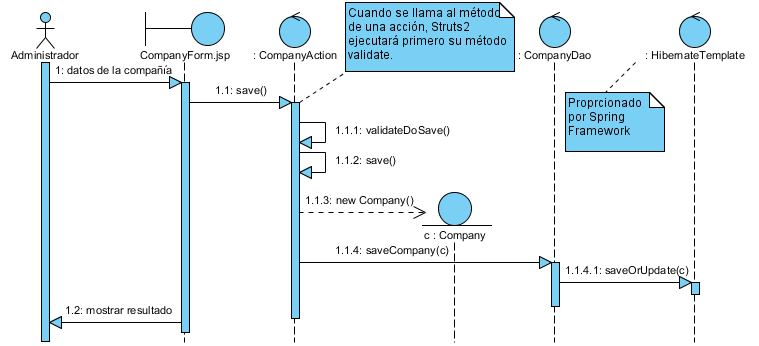 Cuando se llama al método
de una acción, Struts2
ejecutará primero su método
validate.
Administrador
CompanyForm.jsp
: CompanyAction
: CompanyDao
: HibernateTemplate
1: datos de la compañía
1.1: save()
Proprcionado
por Spring
Framework
1.1.1: validateDoSave()
1.1.2: save()
1.1.3: new Company()
c : Company
1.1.4: saveCompany(c)
1.1.4.1: saveOrUpdate(c)
1.2: mostrar resultado